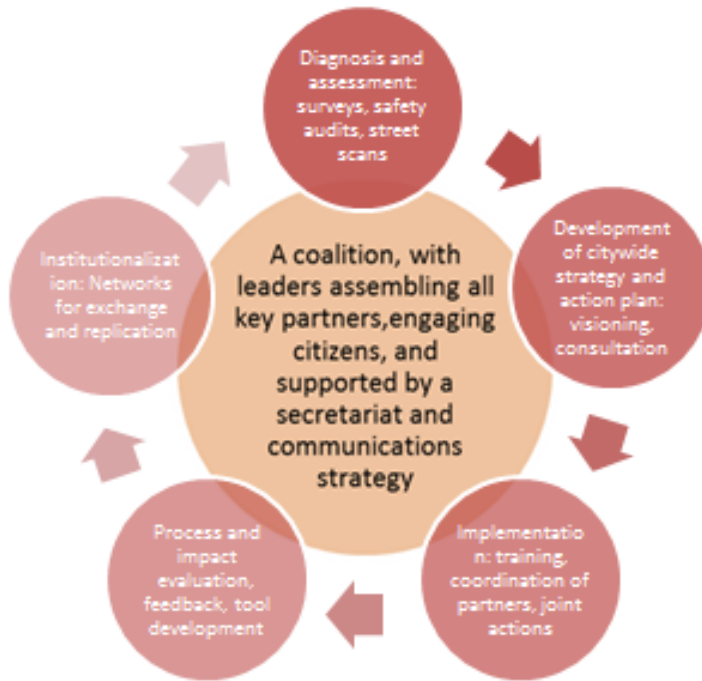 Diagnosis and
assessment:
surveys, safety
audits, street
scans
Development
of citywide
strategy and
action plan:
visioning,
consultation
Implementatio
n: training,
coordination of
partners, joint
actions
Process and
impact
evaluation,
feedback, tool
development
Institutionalizat
ion: Networks
for exchange
and replication
A coalition, with
leaders assembling all
key partners,engaging
citizens, and
supported by a
secretariat and
communications
strategy